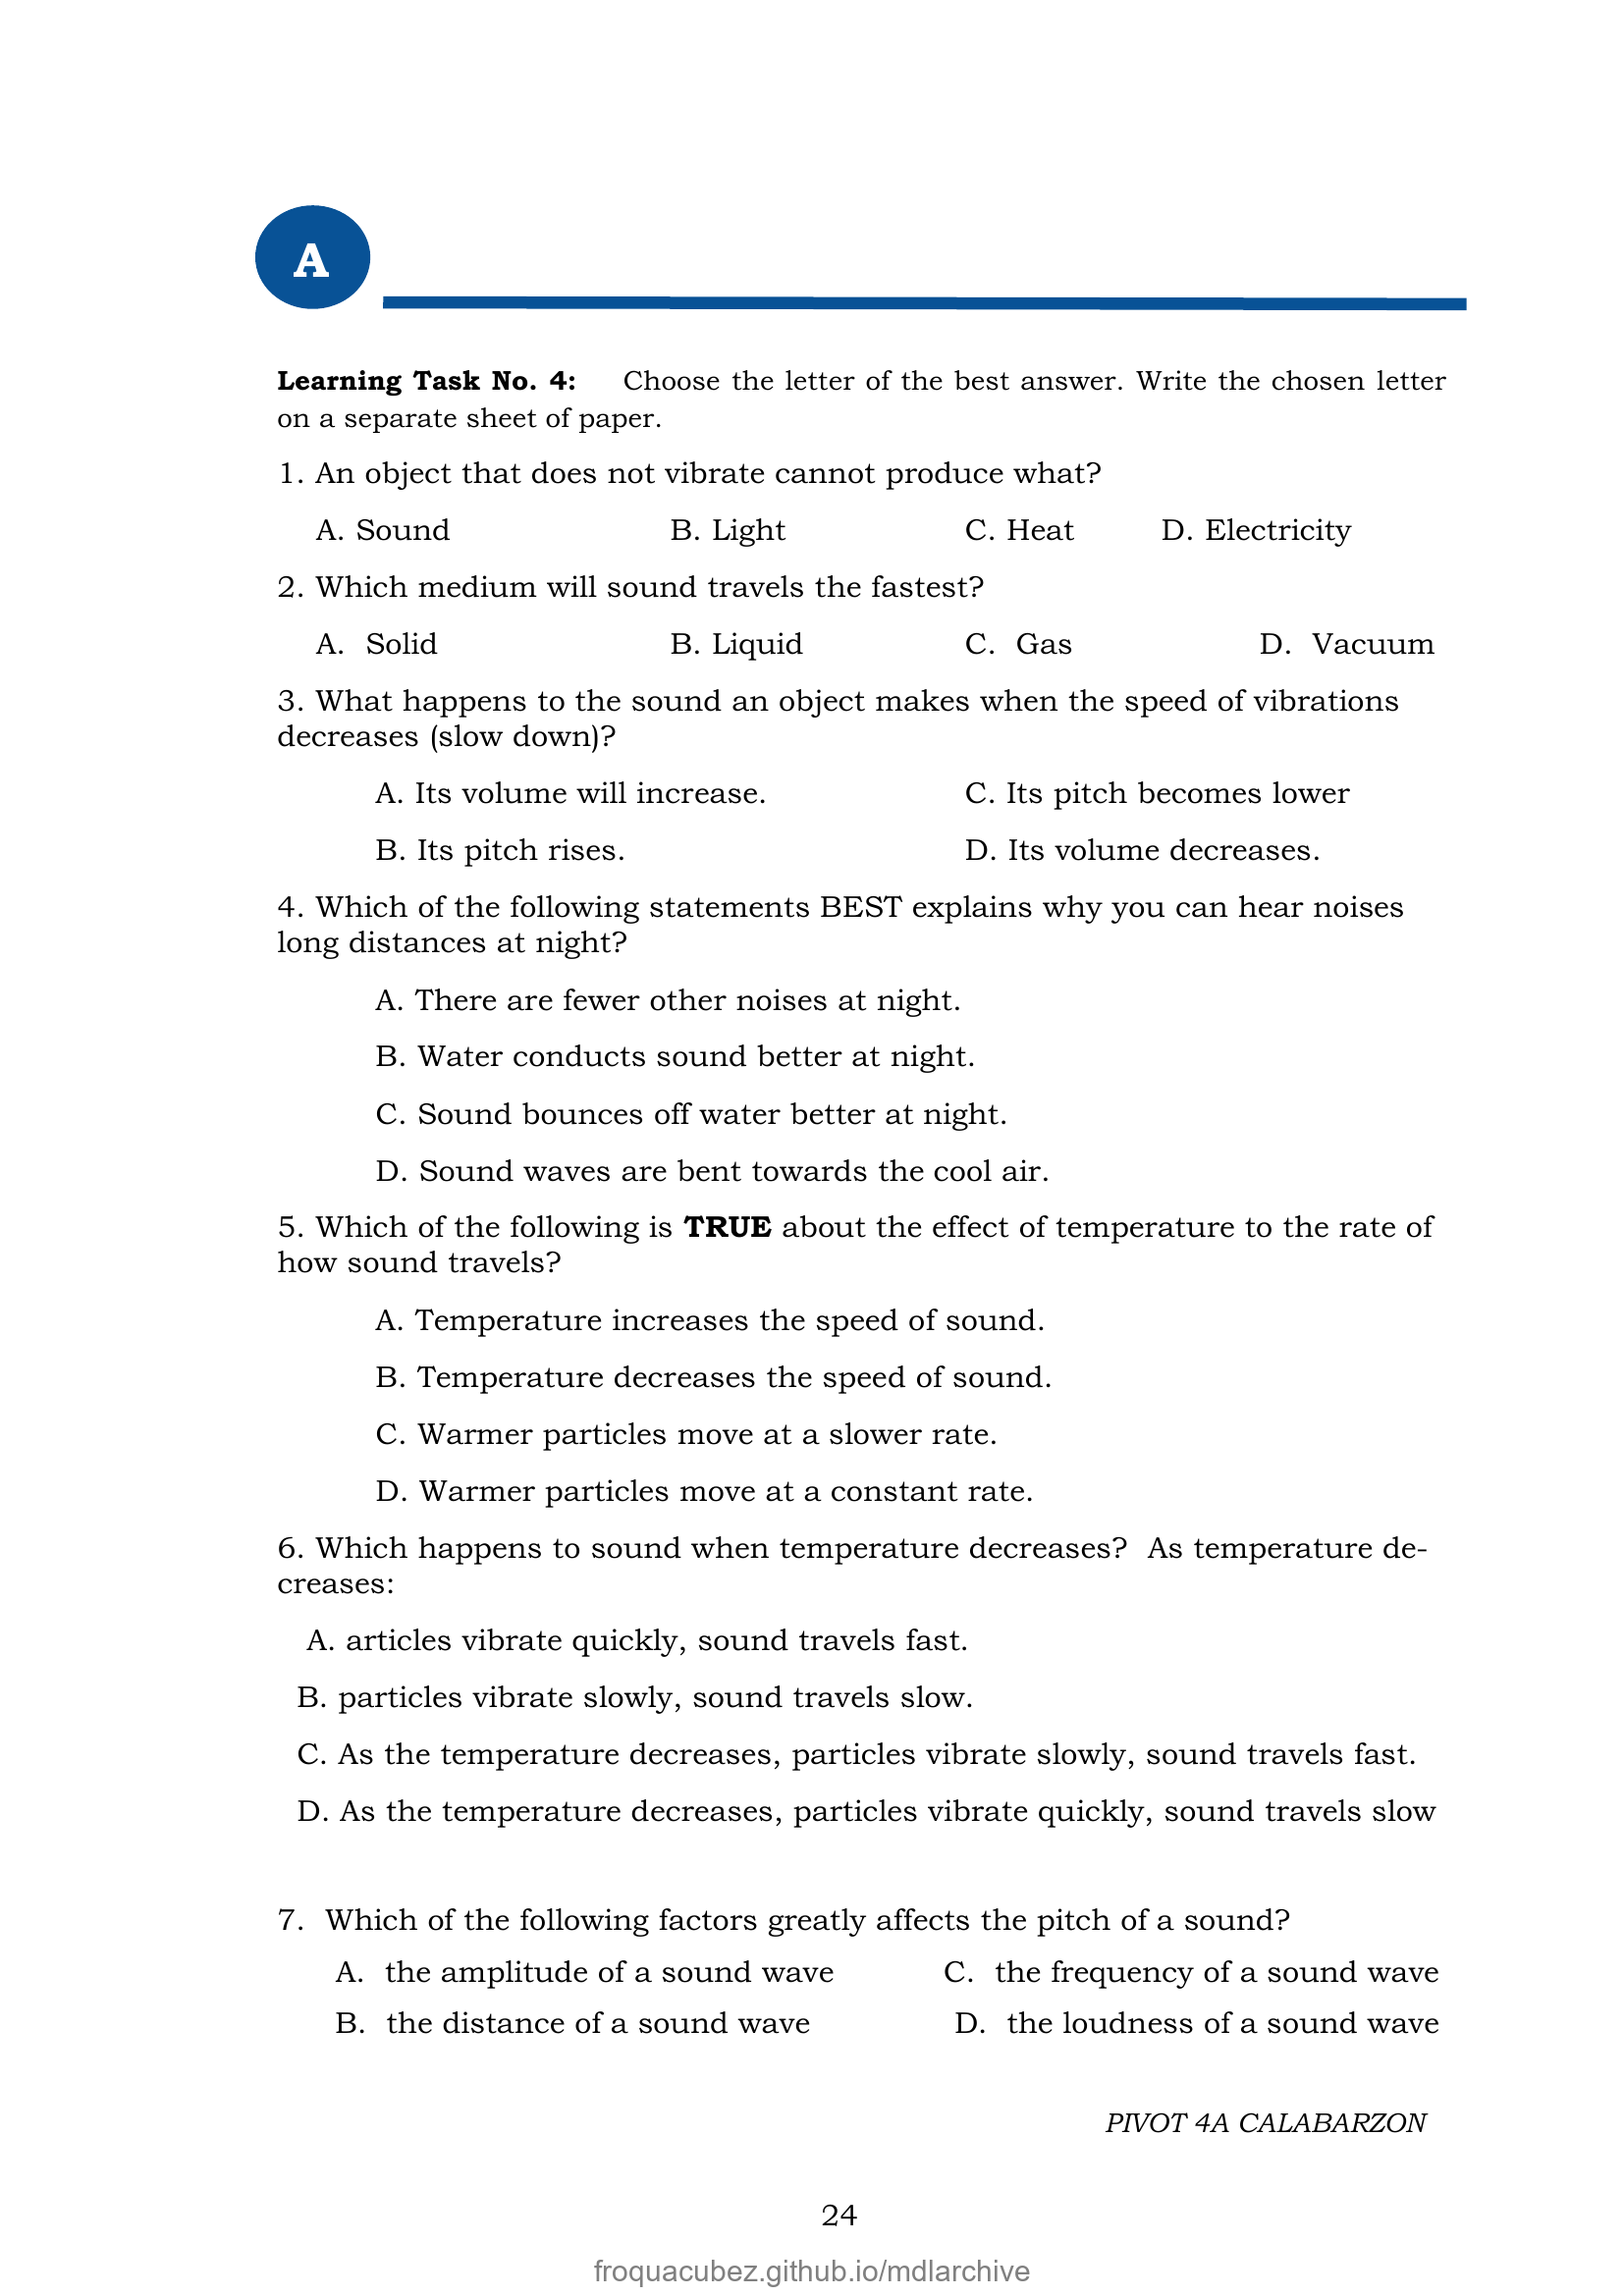 A
Learning Task No. 4: Choose the letter of the best answer. Write the chosen letter
on a separate sheet of paper.
1. An object that does not vibrate cannot produce what?
A. Sound B. Light C. Heat D. Electricity
2. Which medium will sound travels the fastest?
A. Solid B. Liquid C. Gas D. Vacuum
3. What happens to the sound an object makes when the speed of vibrations
decreases (slow down)?
A. Its volume will increase. C. Its pitch becomes lower
B. Its pitch rises. D. Its volume decreases.
4. Which of the following statements BEST explains why you can hear noises
long distances at night?
A. There are fewer other noises at night.
B. Water conducts sound better at night.
C. Sound bounces off water better at night.
D. Sound waves are bent towards the cool air.
5. Which of the following is TRUE about the effect of temperature to the rate of
how sound travels?
A. Temperature increases the speed of sound.
B. Temperature decreases the speed of sound.
C. Warmer particles move at a slower rate.
D. Warmer particles move at a constant rate.
6. Which happens to sound when temperature decreases? As temperature de-
creases:
A. articles vibrate quickly, sound travels fast.
B. particles vibrate slowly, sound travels slow.
C. As the temperature decreases, particles vibrate slowly, sound travels fast.
D. As the temperature decreases, particles vibrate quickly, sound travels slow
7. Which of the following factors greatly affects the pitch of a sound?
A. the amplitude of a sound wave C. the frequency of a sound wave
B. the distance of a sound wave D. the loudness of a sound wave
PIVOT 4A CALABARZON
24
froquacubez.github.io/mdlarchive